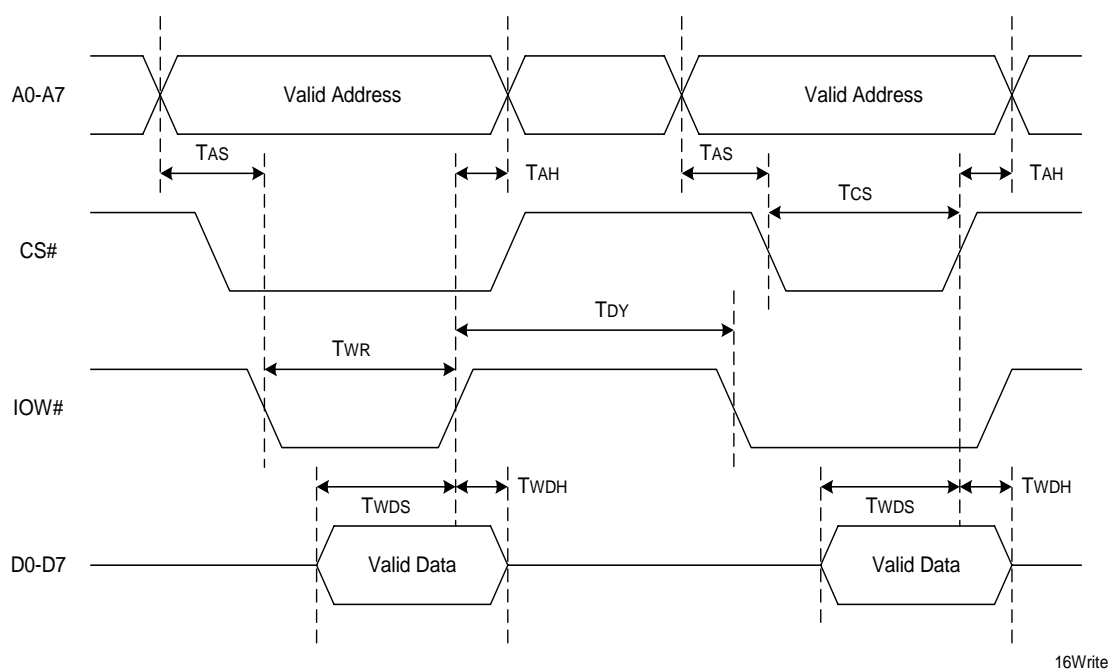 A0-A7
Valid Address
Valid Address
TAS
TAH
TAS
TAH
TCS
CS#
TDY
TWR
IOW#
TWDS
TWDH
TWDS
TWDH
D0-D7
Valid Data
Valid Data
16Write